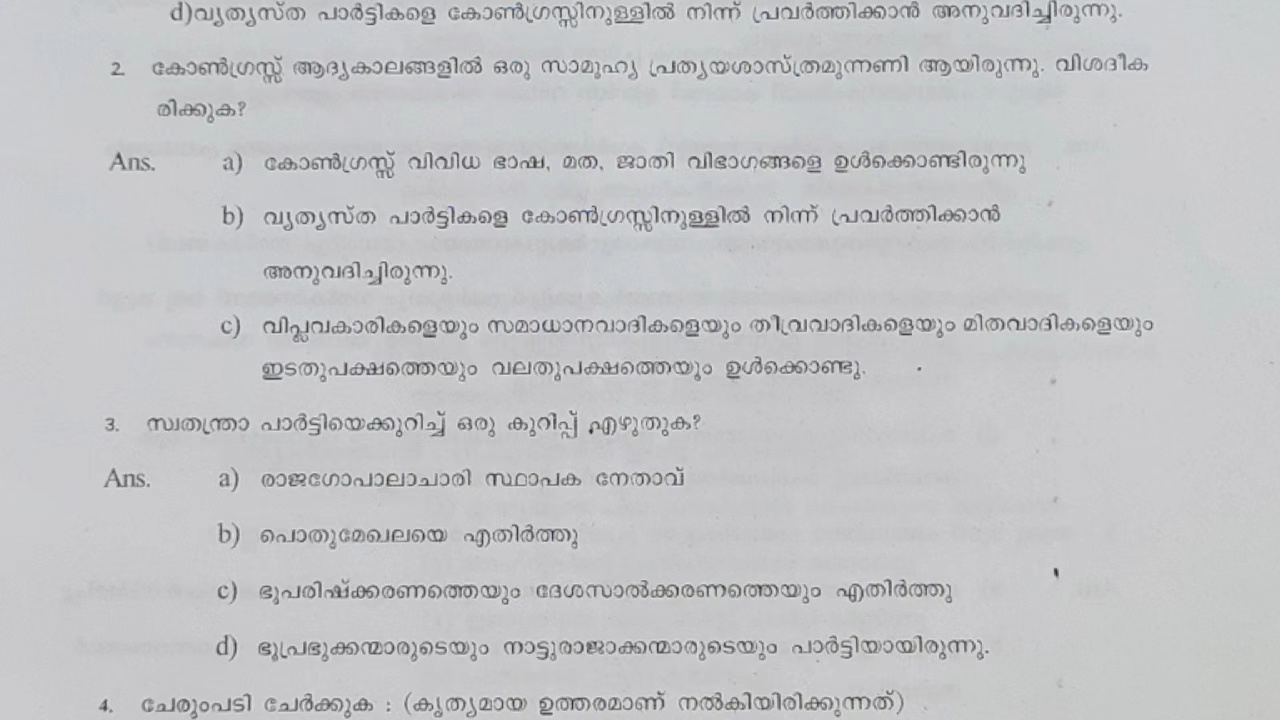 d)വ്യത്യസ്ത പാർട്ടികളെ കോൺഗ്രസ്സിനുള്ളിൽ നിന്ന് പ്രവർത്തിക്കാൻ അനുവദിച്ചിരുന്നു.
2. കോൺഗ്രസ്സ് ആദ്യകാലങ്ങളിൽ ഒരു സാമൂഹ്യ പ്രത്യയശാസ്ത്രമുന്നണി ആയിരുന്നു. വിശദീക
രിക്കുക?
Ans. a) കോൺഗ്രസ്സ് വിവിധ ഭാഷ, മത, ജാതി വിഭാഗങ്ങളെ ഉൾക്കൊണ്ടിരുന്നു
b) വ്യത്യസ്ത പാർട്ടികളെ കോൺഗ്രസ്സിനുള്ളിൽ നിന്ന് പ്രവർത്തിക്കാൻ
അനുവദിച്ചിരുന്നു.
c) വിപ്ലവകാരികളെയും സമാധാനവാദികളെയും തീവ്രവാദികളെയും മിതവാദികളെയും
ഇടതുപക്ഷത്തെയും വലതുപക്ഷത്തെയും ഉൾക്കൊണ്ടു.
3. സ്വതന്ത്രാ പാർട്ടിയെക്കുറിച്ച് ഒരു കുറിപ്പ് എഴുതുക?
Ans. a) രാജഗോപാലാചാരി സ്ഥാപക നേതാവ്
b) പൊതുമേഖലയെ എതിർത്തു
c) ഭൂപരിഷ്ക്കരണത്തെയും ദേശസാൽക്കരണത്തെയും എതിർത്തു
d) ഭൂപ്രഭുക്കന്മാരുടെയും നാട്ടുരാജാക്കന്മാരുടെയും പാർട്ടിയായിരുന്നു.
4. ചേരുംപടി ചേർക്കുക : (കൃത്യമായ ഉത്തരമാണ് നൽകിയിരിക്കുന്നത്)